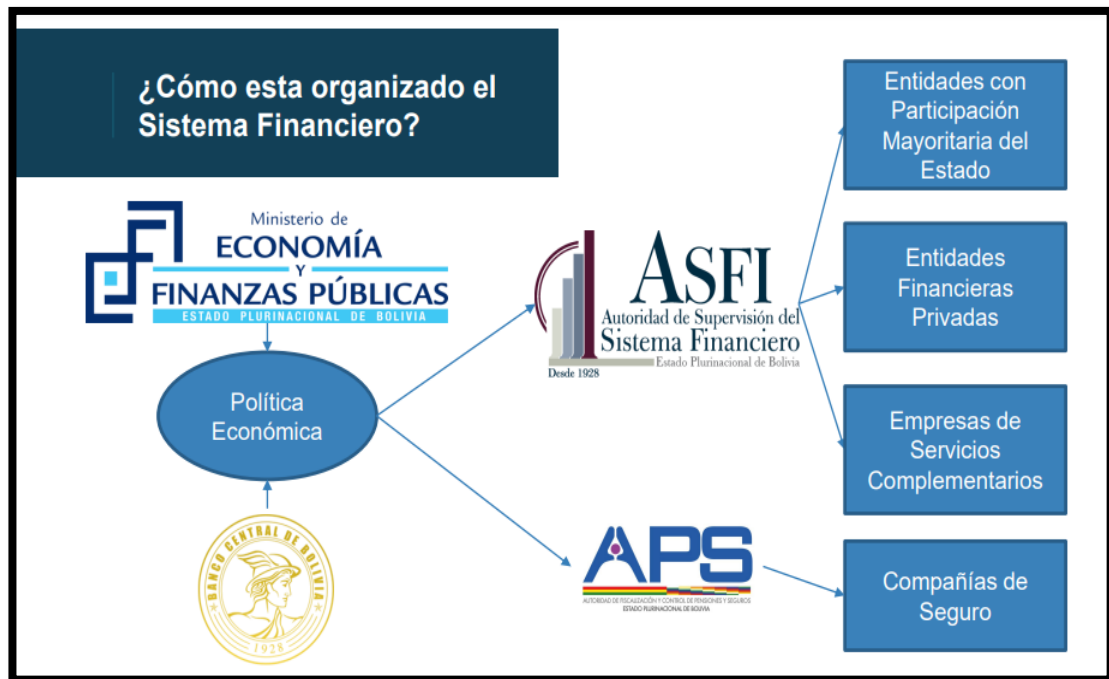 ¿Cómo esta organizado el
Sistema Financiero?
Ministerio de
ECONOMÍA
Y
FINANZAS PÚBLICAS
ESTADO PLURINACIONAL DE BOLIVIA
Política
Económica
BANCO CENTRAL DE BOLIVIA
1928
ASFI
Autoridad de Supervisión del
Sistema Financiero
Estado Plurinacional de Bolivia
Desde 1928
APS
AUTORIDAD DE FISCALIZACIÓN Y CONTROL DE PENSIONES Y SEGUROS
ESTADO PLURINACIONAL DE BOLIVIA
Entidades con
Participación
Mayoritaria del
Estado
Entidades
Financieras
Privadas
Empresas de
Servicios
Complementarios
Compañías de
Seguro